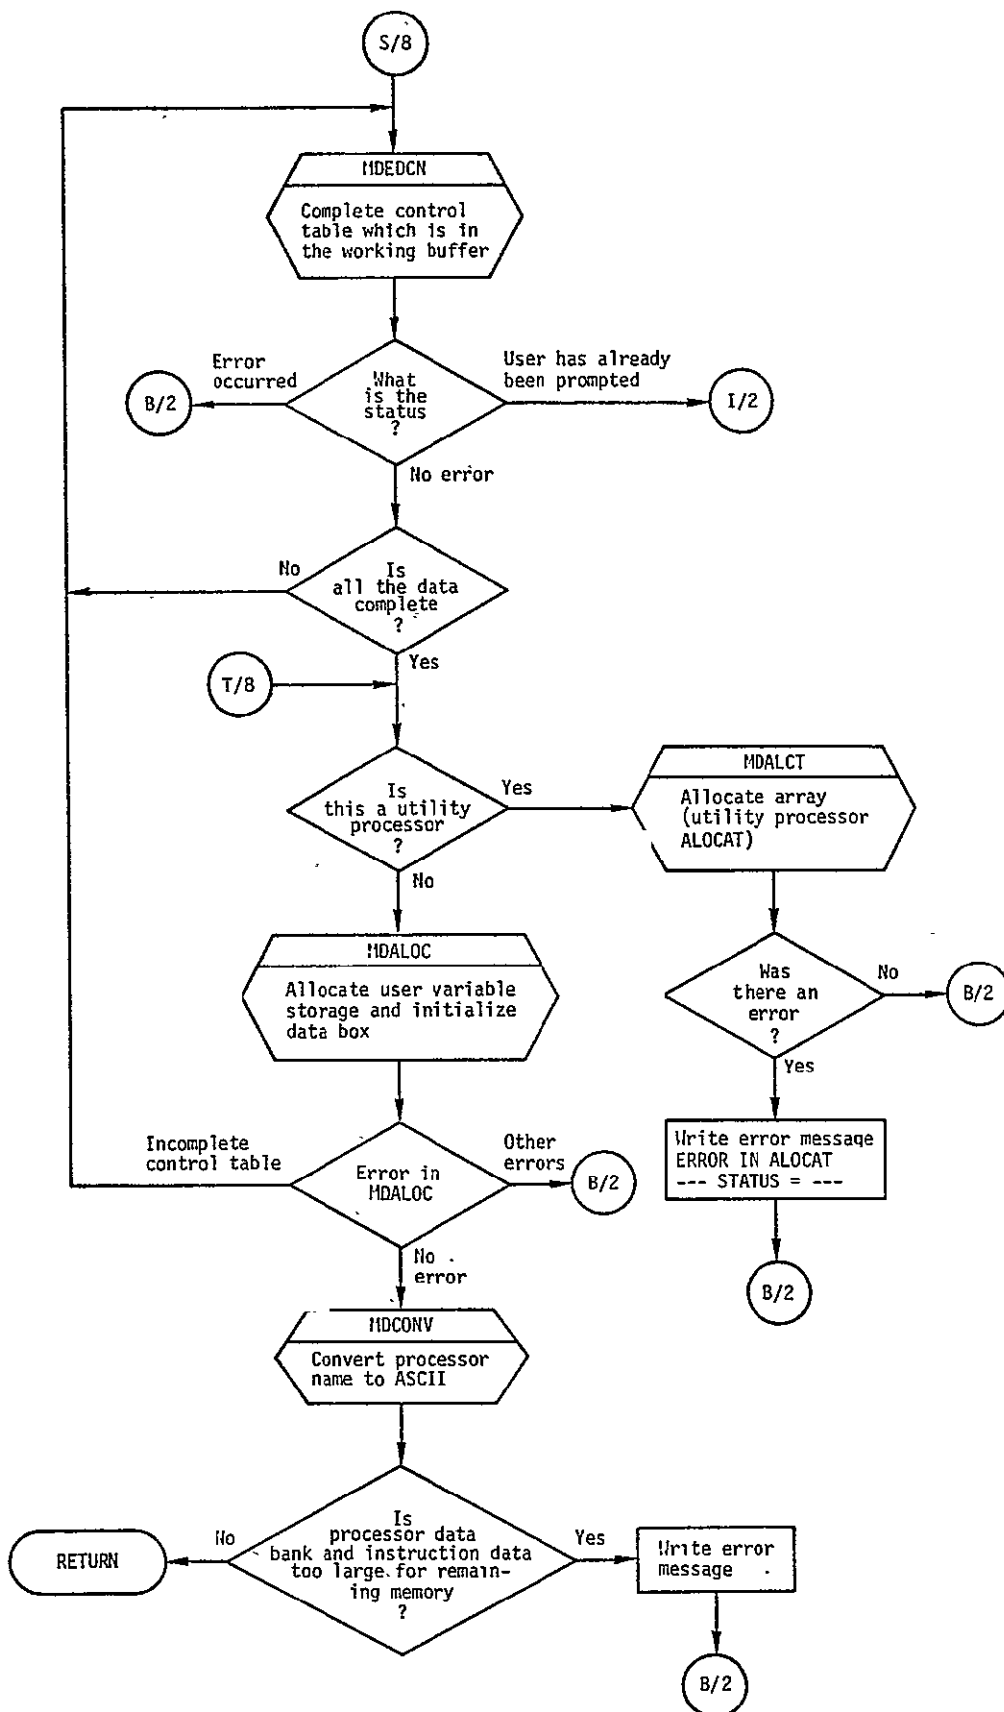 S/8
MDEDCN
Complete control
table which is in
the working buffer
Error
occurred
User has already
been prompted
B/2
What
is the
status
?
I/2
No error
No
Is
all the data
complete
?
Yes
T/8
Is
this a utility
processor
?
Yes
MDALCT
Allocate array
(utility processor
ALOCAT)
No
MDALOC
Allocate user variable
storage and initialize
data box
Was
there an
error
?
No
B/2
Yes
Incomplete
control table
Error in
MDALOC
Other
errors
B/2
Write error message
ERROR IN ALOCAT
--- STATUS = ---
B/2
No
error
MDCONV
Convert processor
name to ASCII
RETURN
No
Is
processor data
bank and instruction data
too large for remain-
ing memory
?
Yes
Write error
message
B/2